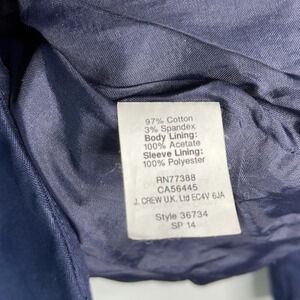 97% Cotton
3% Spandex
Body Lining:
100% Acetate
Sleeve Lining:
100% Polyester
RN77388
CA56445
J. CREW U.K. Ltd EC4V 6JA
Style 36734
SP 14